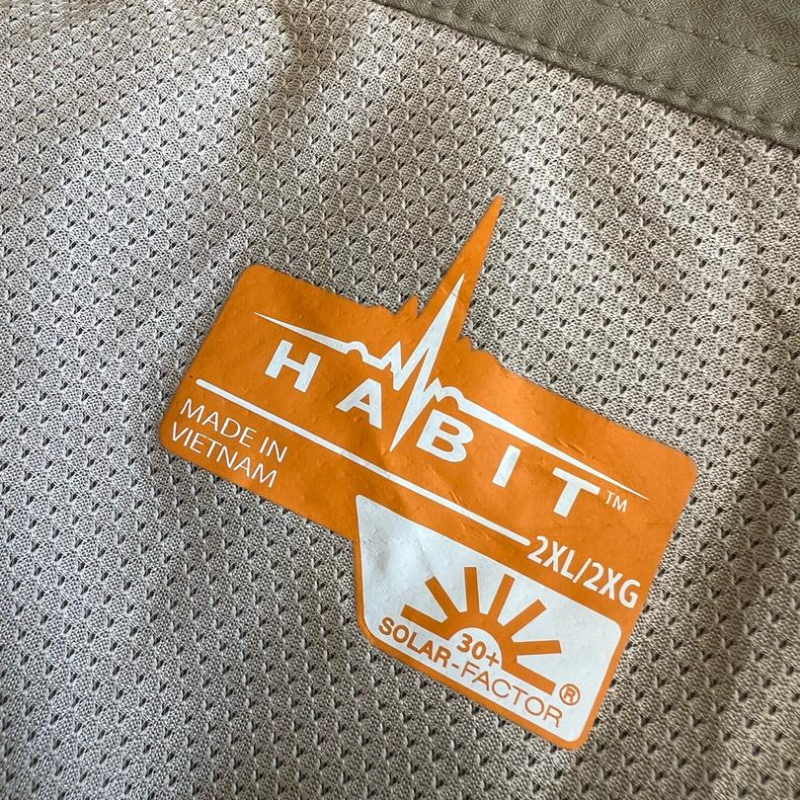 HABIT™
MADE IN
VIETNAM
2XL/2XG
30+
SOLAR-FACTOR®